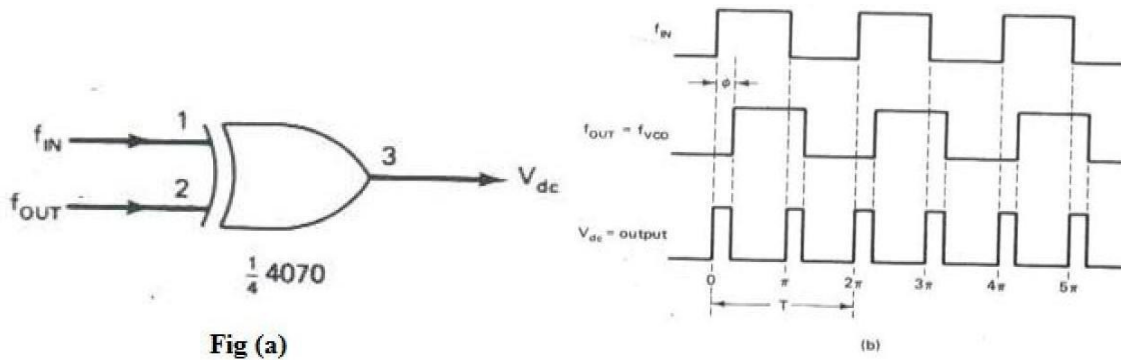 f_IN
1
f_OUT
2
3
V_dc
1/4 4070
Fig (a)
f_IN
ϕ
f_OUT = f_VCO
V_dc = output
0 π 2π 3π 4π 5π
T
(b)